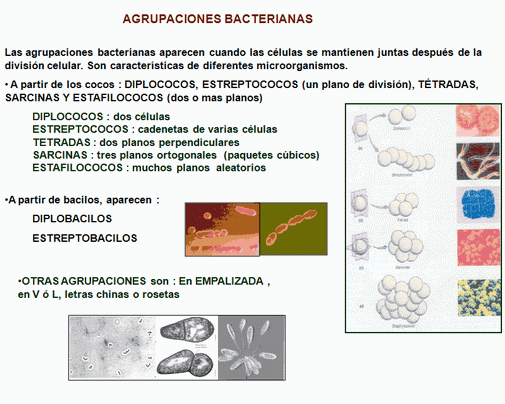 AGRUPACIONES BACTERIANAS
Las agrupaciones bacterianas aparecen cuando las células se mantienen juntas después de la
división celular. Son caracteristicas de diferentes microorganismos.
• A partir de los cocos : DIPLOCOCOS, ESTREPTOCOCOS (un plano de división), TÉTRADAS,
SARCINAS Y ESTAFILOCOCOS (dos o mas planos)
DIPLOCOCOS : dos células
ESTREPTOCOCOS : cadenetas de varias células
TETRADAS : dos planos perpendiculares
SARCINAS : tres planos ortogonales (paquetes cúbicos)
ESTAFILOCOCOS : muchos planos aleatorios
•A partir de bacilos, aparecen :
DIPLOBACILOS
ESTREPTOBACILOS
•OTRAS AGRUPACIONES son : En EMPALIZADA ,
en V ó L, letras chinas o rosetas